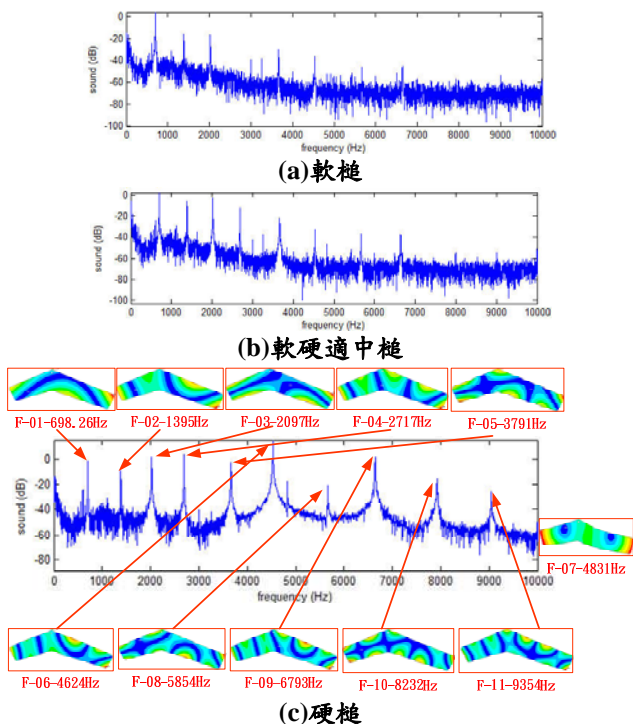 0
-20
-40
-60
-80
-100
sound (dB)
0 1000 2000 3000 4000 5000 6000 7000 8000 9000 10000
frequency (Hz)
(a)軟槌
0
-20
-40
-60
-80
-100
sound (dB)
0 1000 2000 3000 4000 5000 6000 7000 8000 9000 10000
frequency (Hz)
(b)軟硬適中槌
F-01-698.26Hz F-02-1395Hz F-03-2097Hz F-04-2717Hz F-05-3791Hz
0
-20
-40
-60
-80
sound (dB)
0 1000 2000 3000 4000 5000 6000 7000 8000 9000 10000
frequency (Hz)
F-07-4831Hz
F-06-4624Hz F-08-5854Hz F-09-6793Hz F-10-8232Hz F-11-9354Hz
(c)硬槌